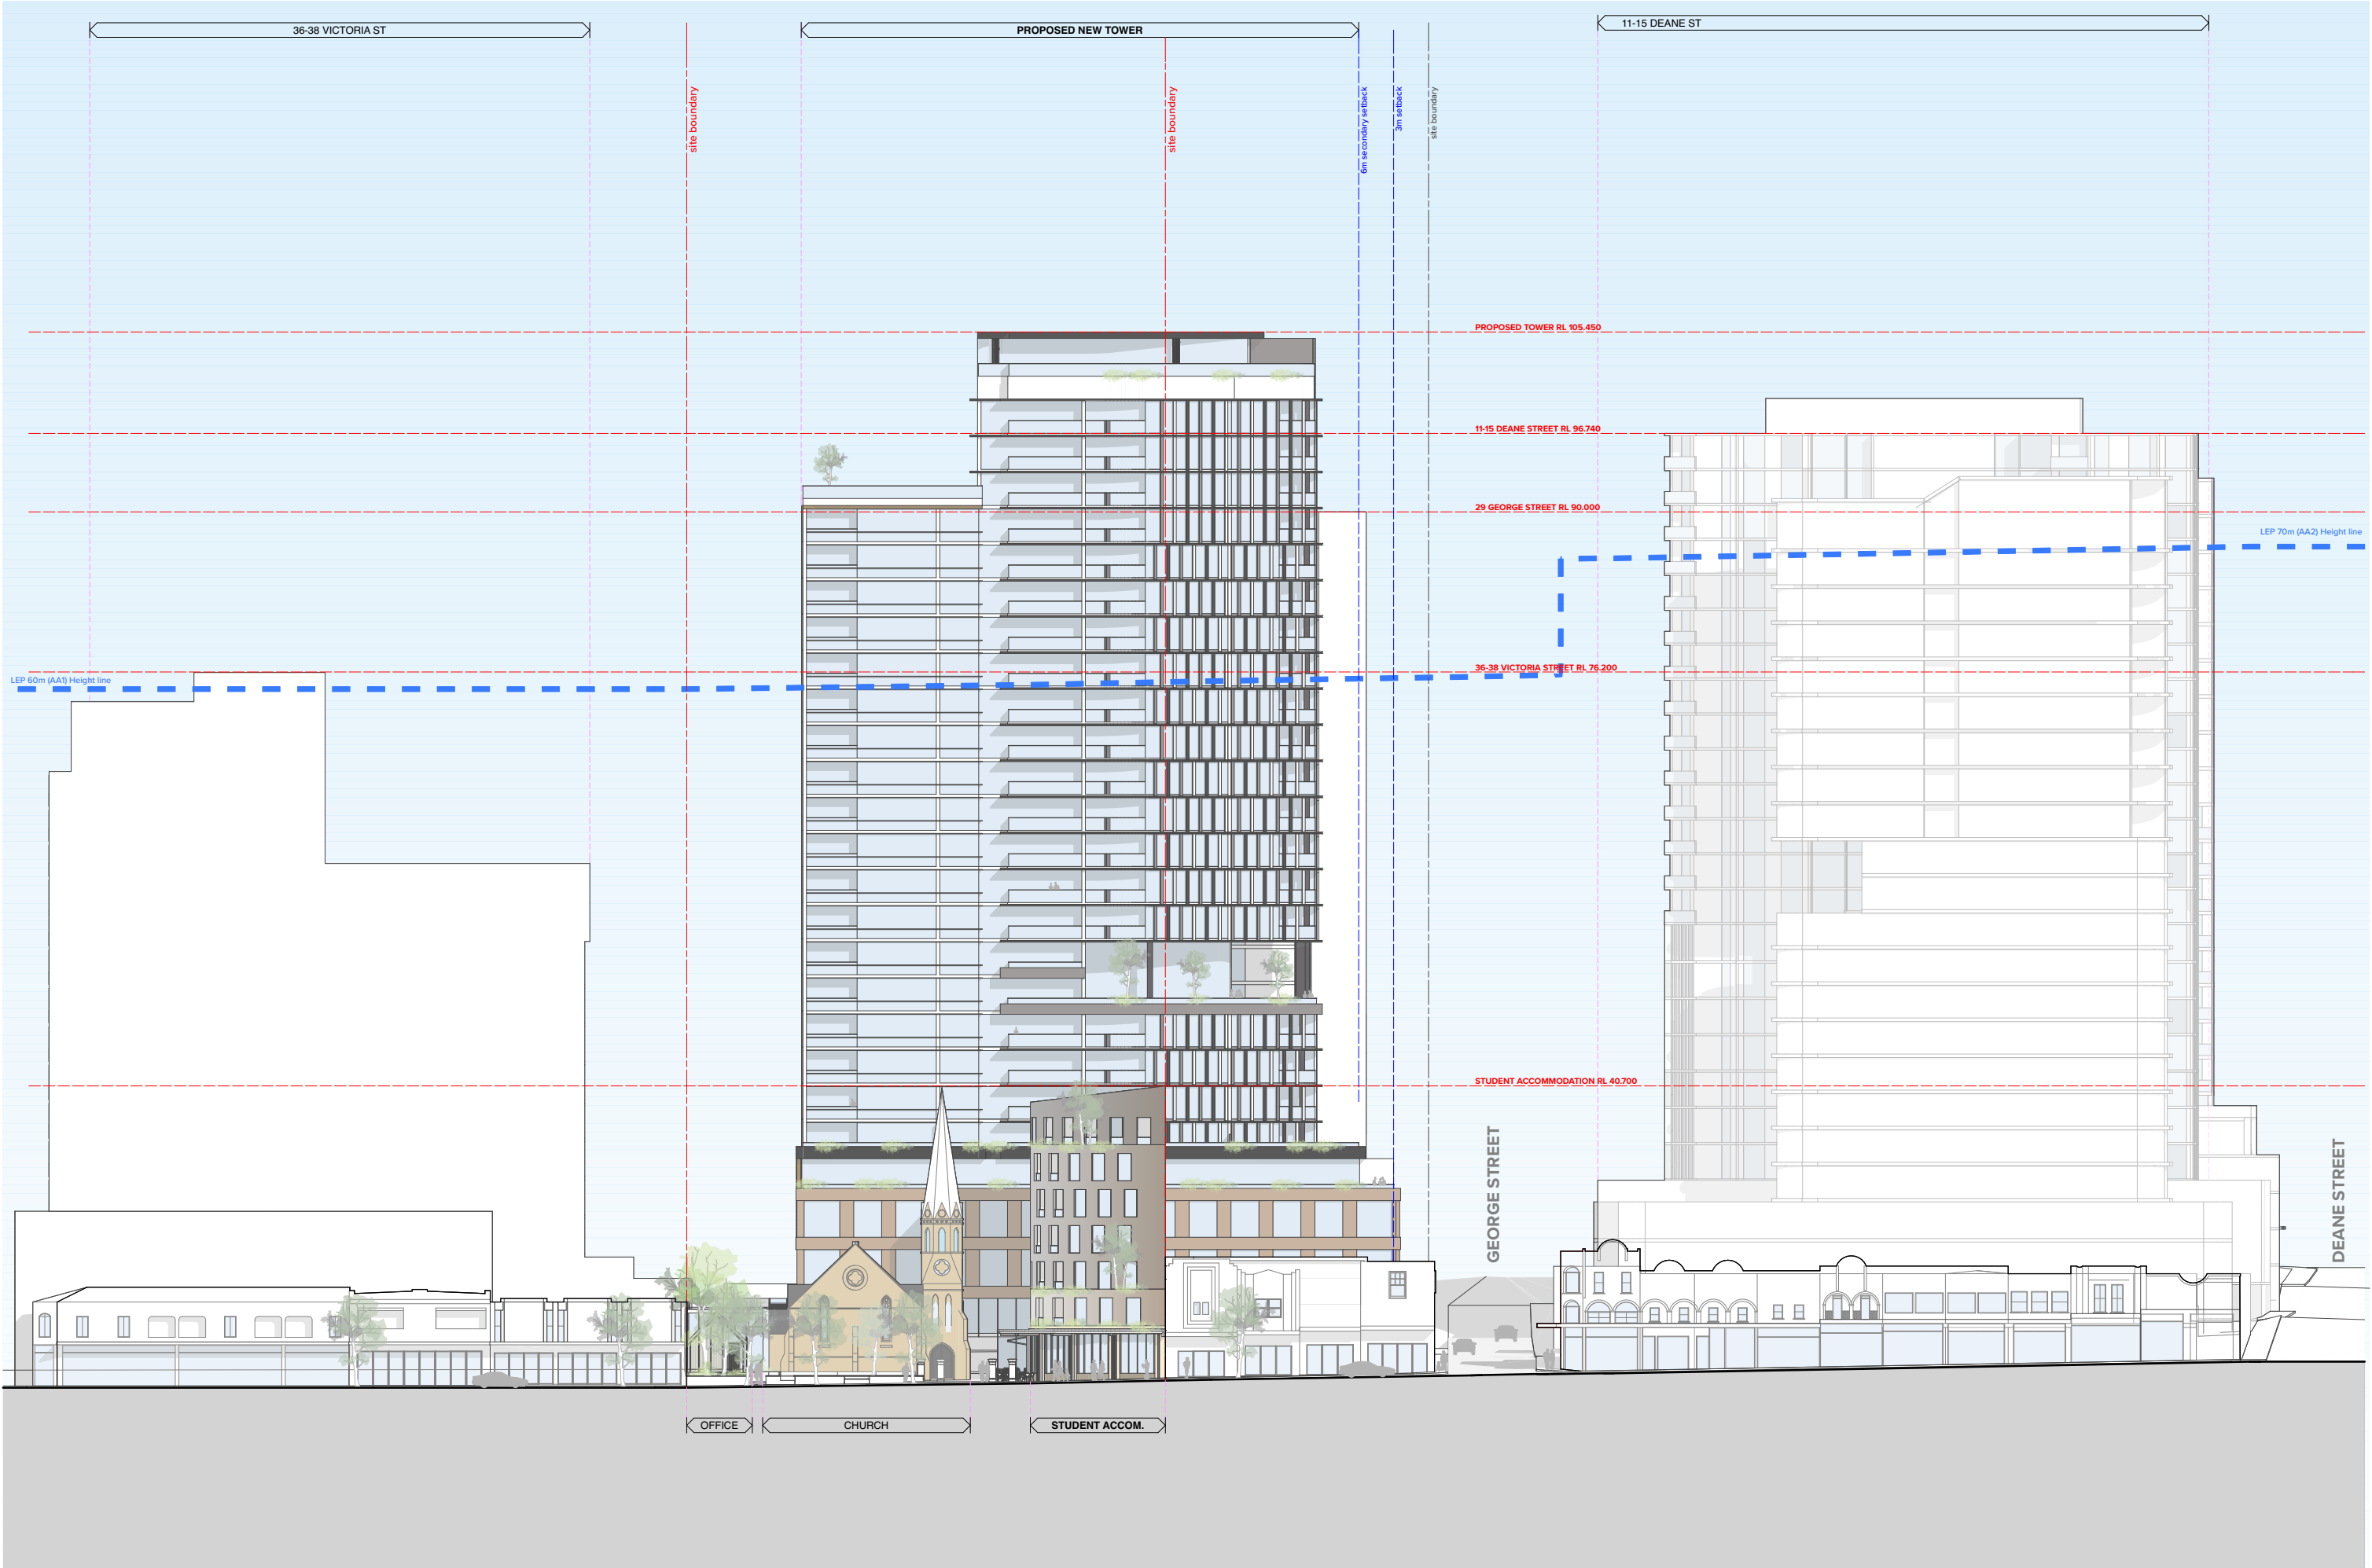 36-38 VICTORIA ST
PROPOSED NEW TOWER
11-15 DEANE ST
site boundary
site boundary
6m secondary setback
3m setback
site boundary
PROPOSED TOWER RL 105.450
11-15 DEANE STREET RL 96.740
29 GEORGE STREET RL 90.000
LEP 70m (AA2) Height line
36-38 VICTORIA STREET RL 76.200
LEP 60m (AA1) Height line
STUDENT ACCOMMODATION RL 40.700
GEORGE STREET
DEANE STREET
OFFICE
CHURCH
STUDENT ACCOM.